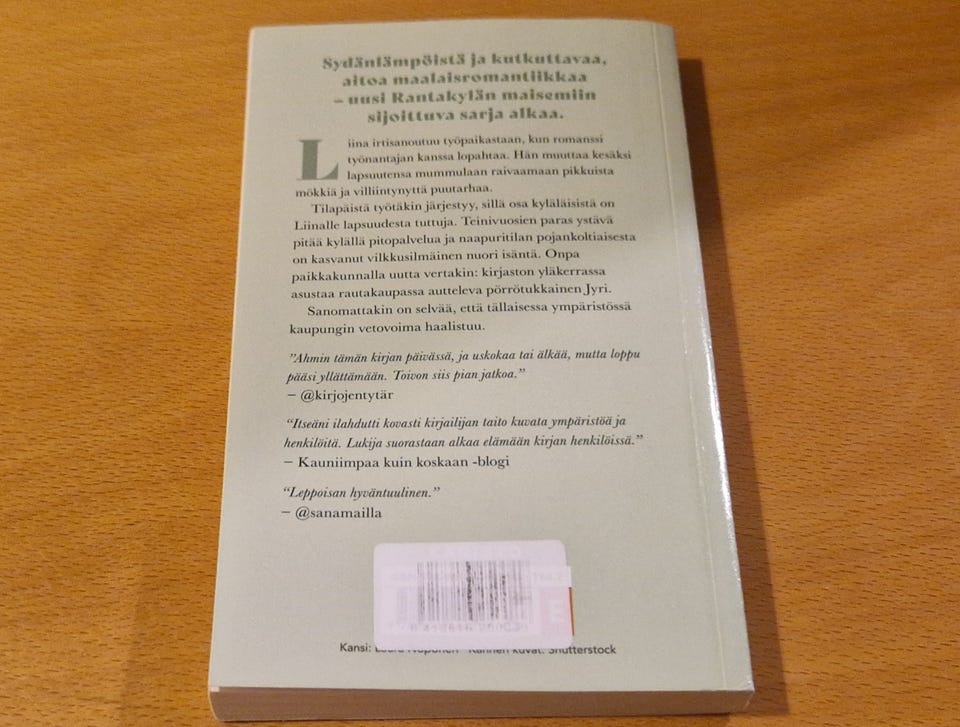 Sydänlämpöistä ja kutkuttavaa,
aitoa maalaisromantiikkaa
– uusi Rantakylän maisemiin
sijoittuva sarja alkaa.
Liina irtisanoutuu työpaikastaan, kun romanssi
työnantajan kanssa lopahtaa. Hän muuttaa kesäksi
lapsuutensa mummulaan raivaamaan pikkuista
mökkiä ja villiintynyttä puutarhaa.
Tilapäistä työtäkin järjestyy, sillä osa kyläläisistä on
Liinalle lapsuudesta tuttuja. Teinivuosien paras ystävä
pitää kylällä pitopalvelua ja naapuritilan pojankoltiaisesta
on kasvanut vilkkusilmäinen nuori isäntä. Onpa
paikkakunnalla uutta vertakin: kirjaston yläkerrassa
asustaa rautakaupassa autteleva pörrötukkainen Jyri.
Sanomattakin on selvää, että tällaisessa ympäristössä
kaupungin vetovoima haalistuu.
”Ahmin tämän kirjan päivässä, ja uskokaa tai älkää, mutta loppu
pääsi yllättämään. Toivon siis pian jatkoa.”
– @kirjojentytär
“Itseäni ilahdutti kovasti kirjailijan taito kuvata ympäristöä ja
henkilöitä. Lukija suorastaan alkaa elämään kirjan henkilöissä.”
– Kauniimpaa kuin koskaan -blogi
“Leppoisan hyväntuulinen.”
– @sanamailla
Kansi: Kannen kuvat: Shutterstock